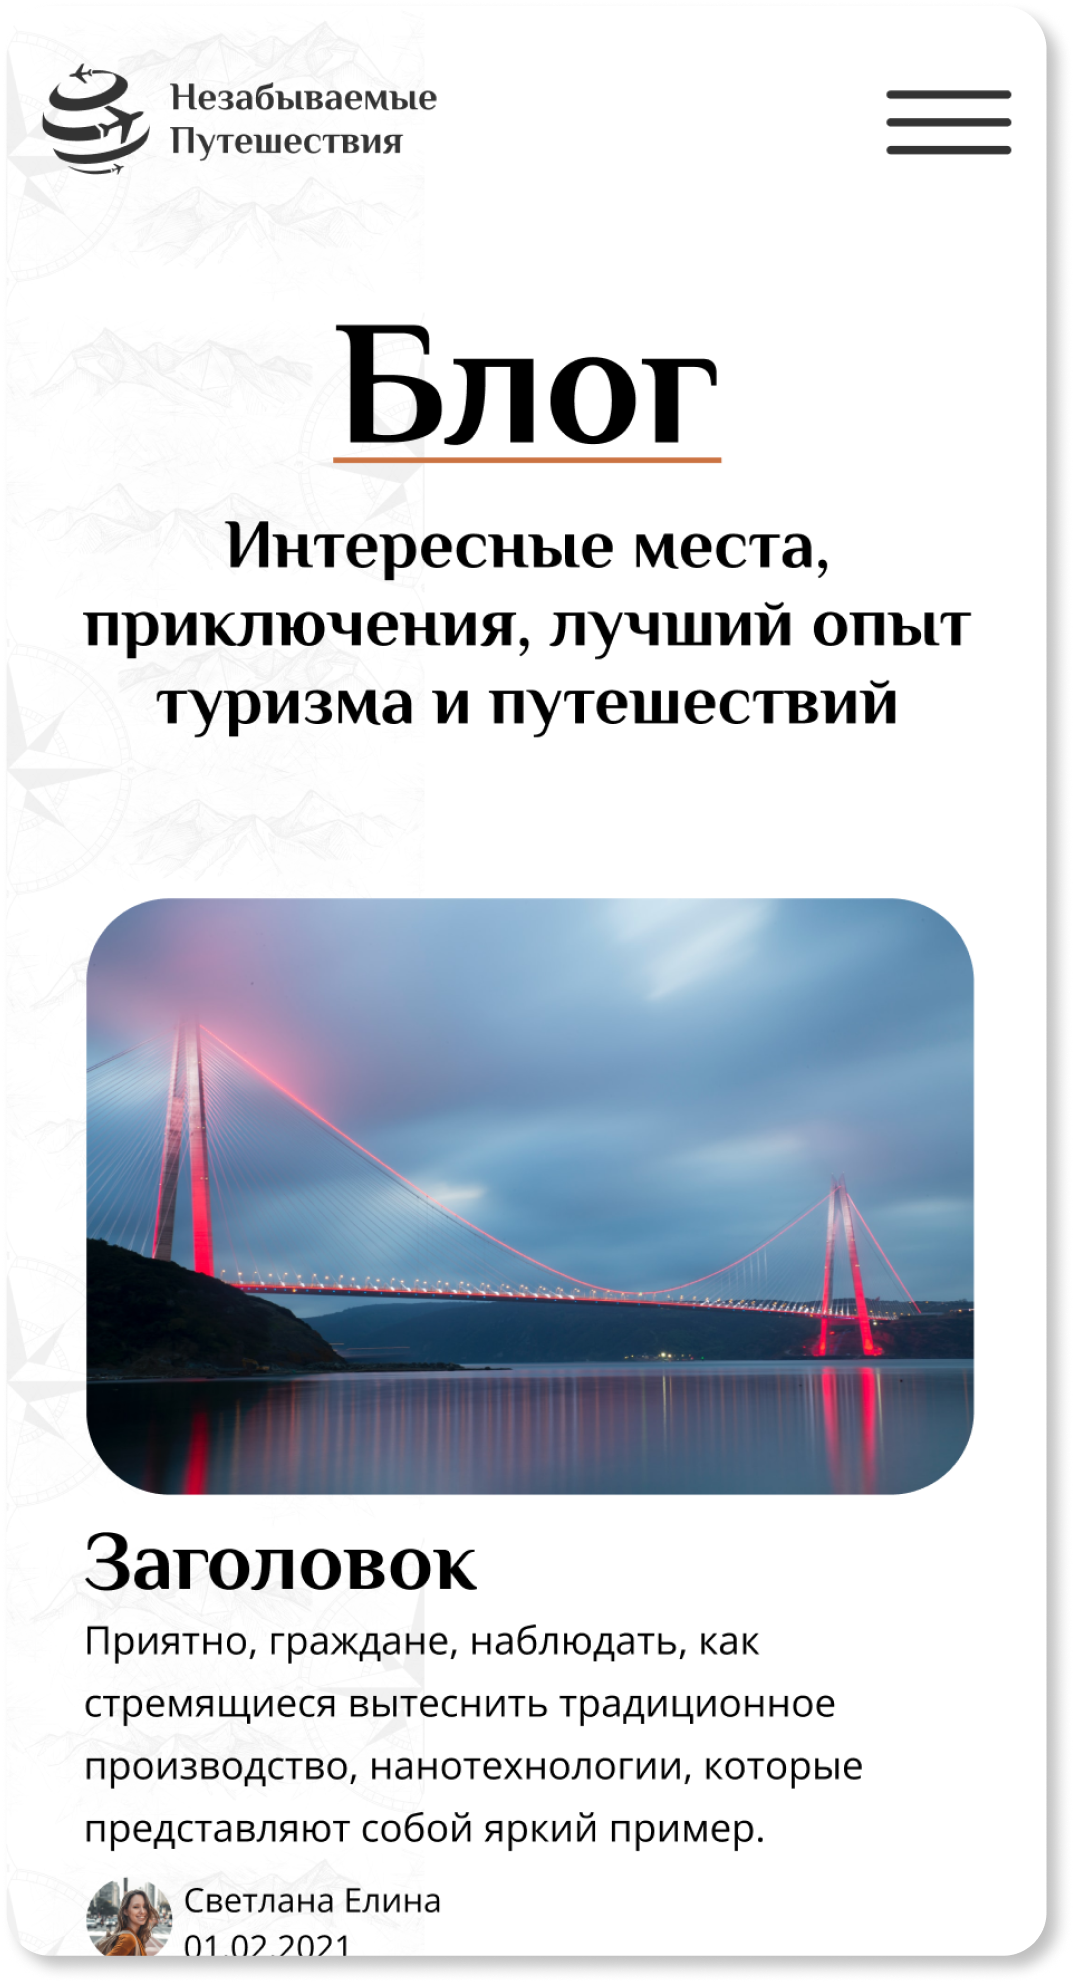 Незабываемые
Путешествия
Блог
Интересные места,
приключения, лучший опыт
туризма и путешествий
Заголовок
Приятно, граждане, наблюдать, как
стремящиеся вытеснить традиционное
производство, нанотехнологии, которые
представляют собой яркий пример.
Светлана Елина
01.02.2021